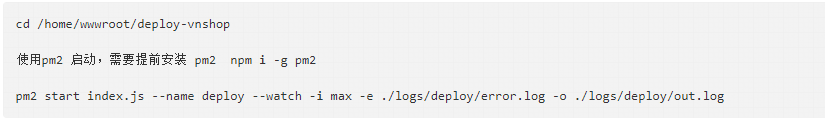 cd /home/wwwroot/deploy-vnshop
使用pm2 启动，需要提前安装 pm2  npm i -g pm2
pm2 start index.js --name deploy --watch -i max -e ./logs/deploy/error.log -o ./logs/deploy/out.log